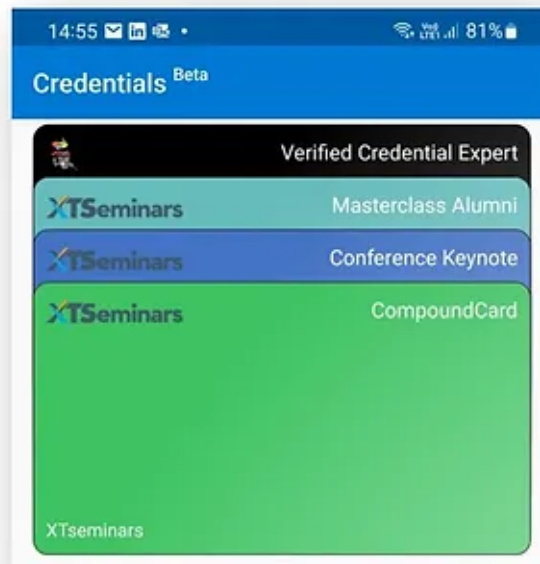 14:55
81%
Credentials Beta
Verified Credential Expert
XTSeminars Masterclass Alumni
XTSeminars Conference Keynote
XTSeminars CompoundCard
XTseminars